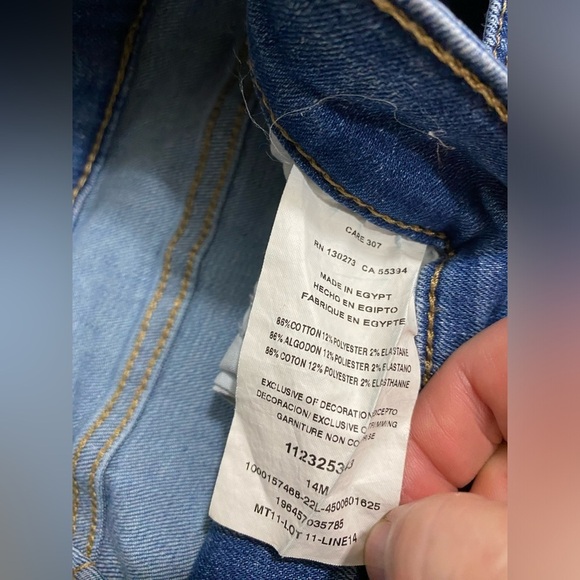 CARE 307
RN 130273 CA 55394
MADE IN EGYPT
HECHO EN EGIPTO
FABRIQUE EN EGYPTE
86%COTTON 12%POLYESTER 2%ELASTANE
86%ALGODON 12%POLIESTER 2%ELASTANO
86%COTON 12%POLYESTER 2%ELASTHANNE
EXCLUSIVE OF DECORATION
DECORACION/ EXCLUSIVE
GARNITURE NON
14M
1000157468-22L-4500601625
196457035785
MT11-LOT 11-LINE14